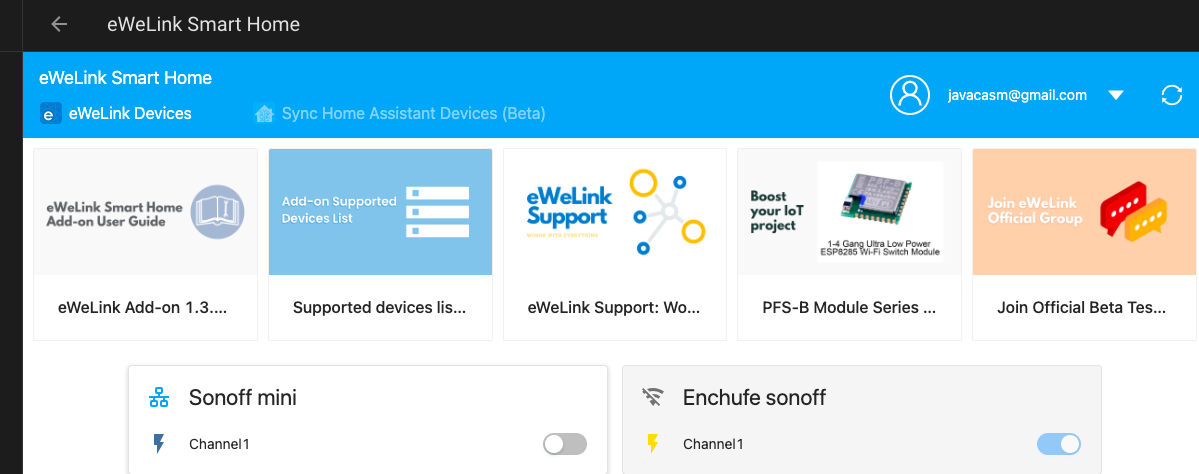 eWeLink Smart Home
eWeLink Smart Home
e eWeLink Devices
Sync Home Assistant Devices (Beta)
javacasm@gmail.com
eWeLink Smart Home
Add-on User Guide
eWeLink Add-on 1.3....
Add-on Supported
Devices List
Supported devices lis...
eWeLink
Support
WORKS WITH EVERYTHING
eWeLink Support: Wo...
Boost
your IoT
project
1-4 Gang Ultra Low Power
ESP8285 Wi-Fi Switch Module
PFS-B Module Series ...
Join eWeLink
Official Group
Join Official Beta Tes...
Sonoff mini
Channel1
Enchufe sonoff
Channel1